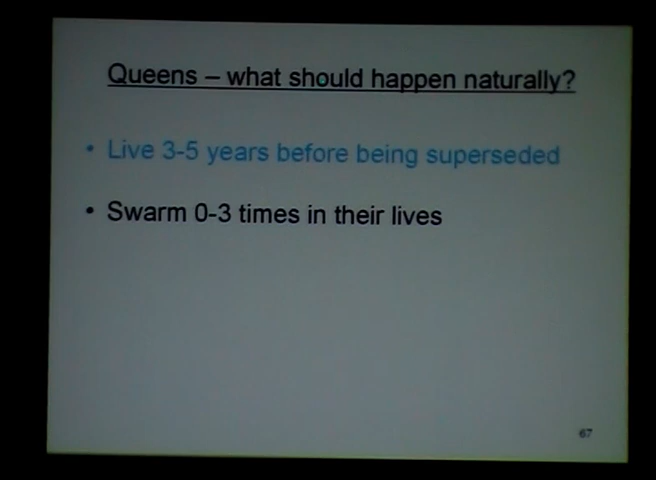 Queens – what should happen naturally?
• Live 3-5 years before being superseded
• Swarm 0-3 times in their lives
67